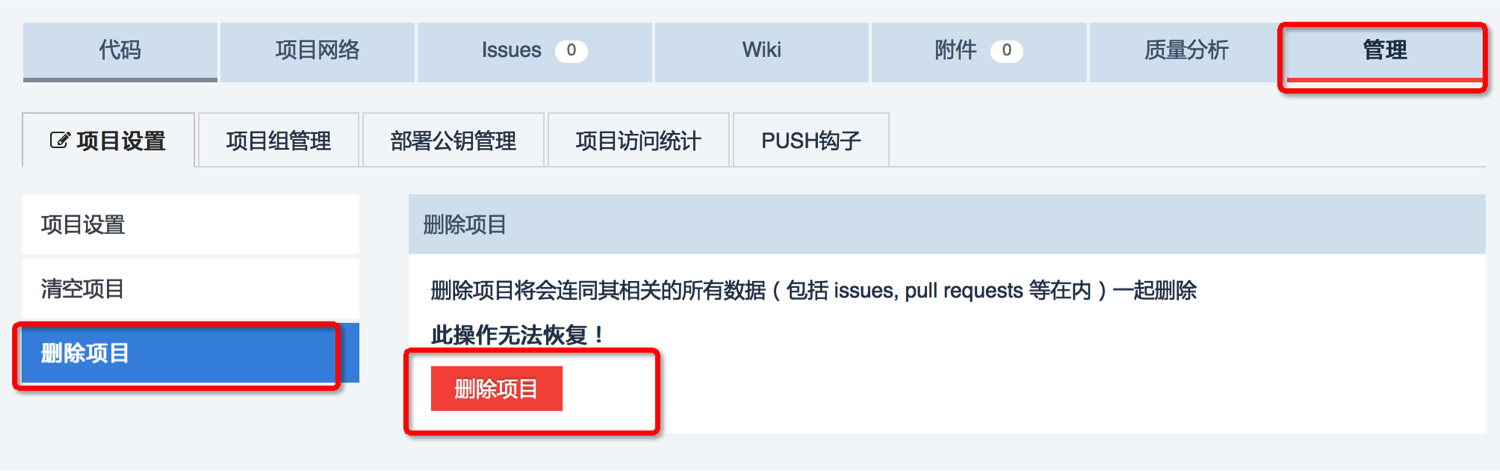 代码 项目网络 Issues 0 Wiki 附件 0 质量分析 管理
项目设置 项目组管理 部署公钥管理 项目访问统计 PUSH钩子
项目设置
清空项目
删除项目
删除项目
删除项目将会连同其相关的所有数据（包括 issues, pull requests 等在内）一起删除
此操作无法恢复！
删除项目